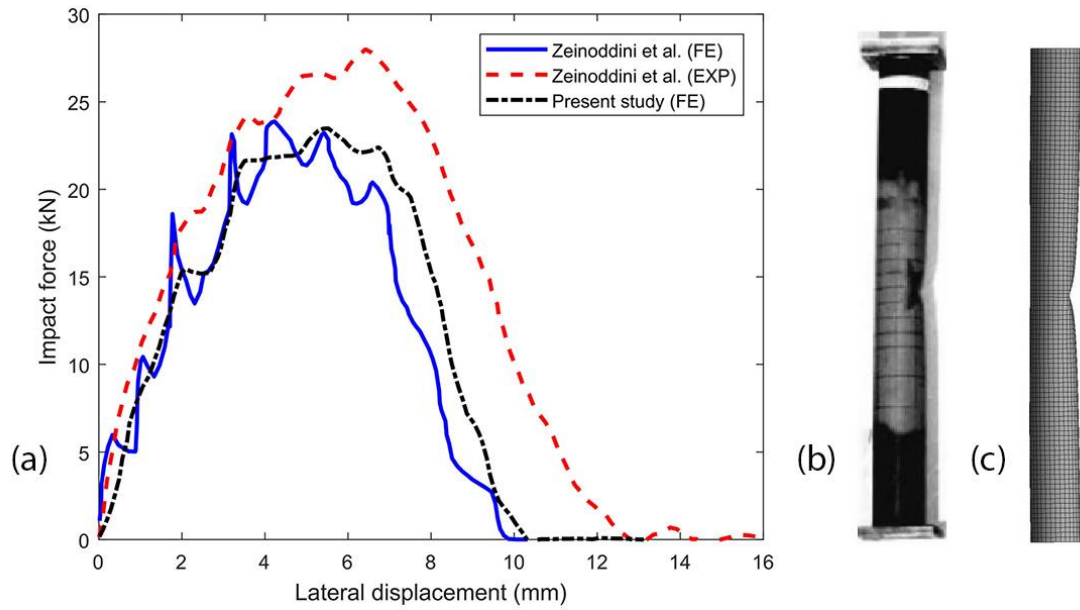 30
25
20
15
10
5
0
Impact force (kN)
Zeinoddini et al. (FE)
Zeinoddini et al. (EXP)
Present study (FE)
0 2 4 6 8 10 12 14 16
Lateral displacement (mm)
(a)
(b)
(c)